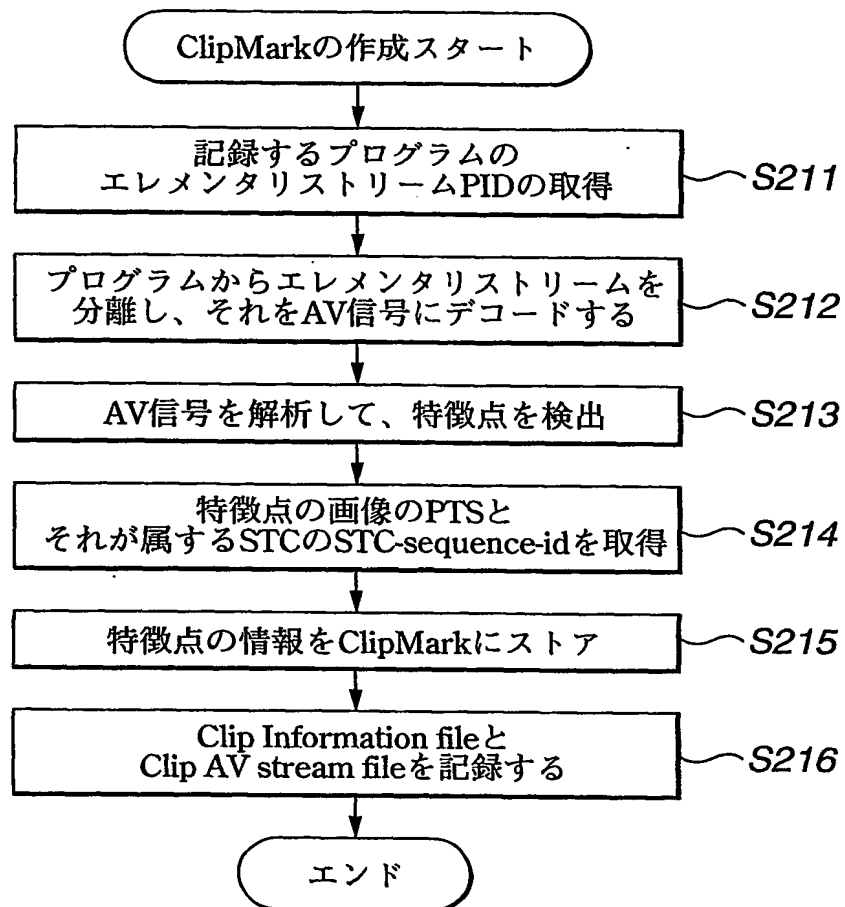 ClipMarkの作成スタート
記録するプログラムの
エレメンタリストリームPIDの取得
S211
プログラムからエレメンタリストリームを
分離し、それをAV信号にデコードする
S212
AV信号を解析して、特徴点を検出
S213
特徴点の画像のPTSと
それが属するSTCのSTC-sequence-idを取得
S214
特徴点の情報をClipMarkにストア
S215
Clip Information fileと
Clip AV stream fileを記録する
S216
エンド